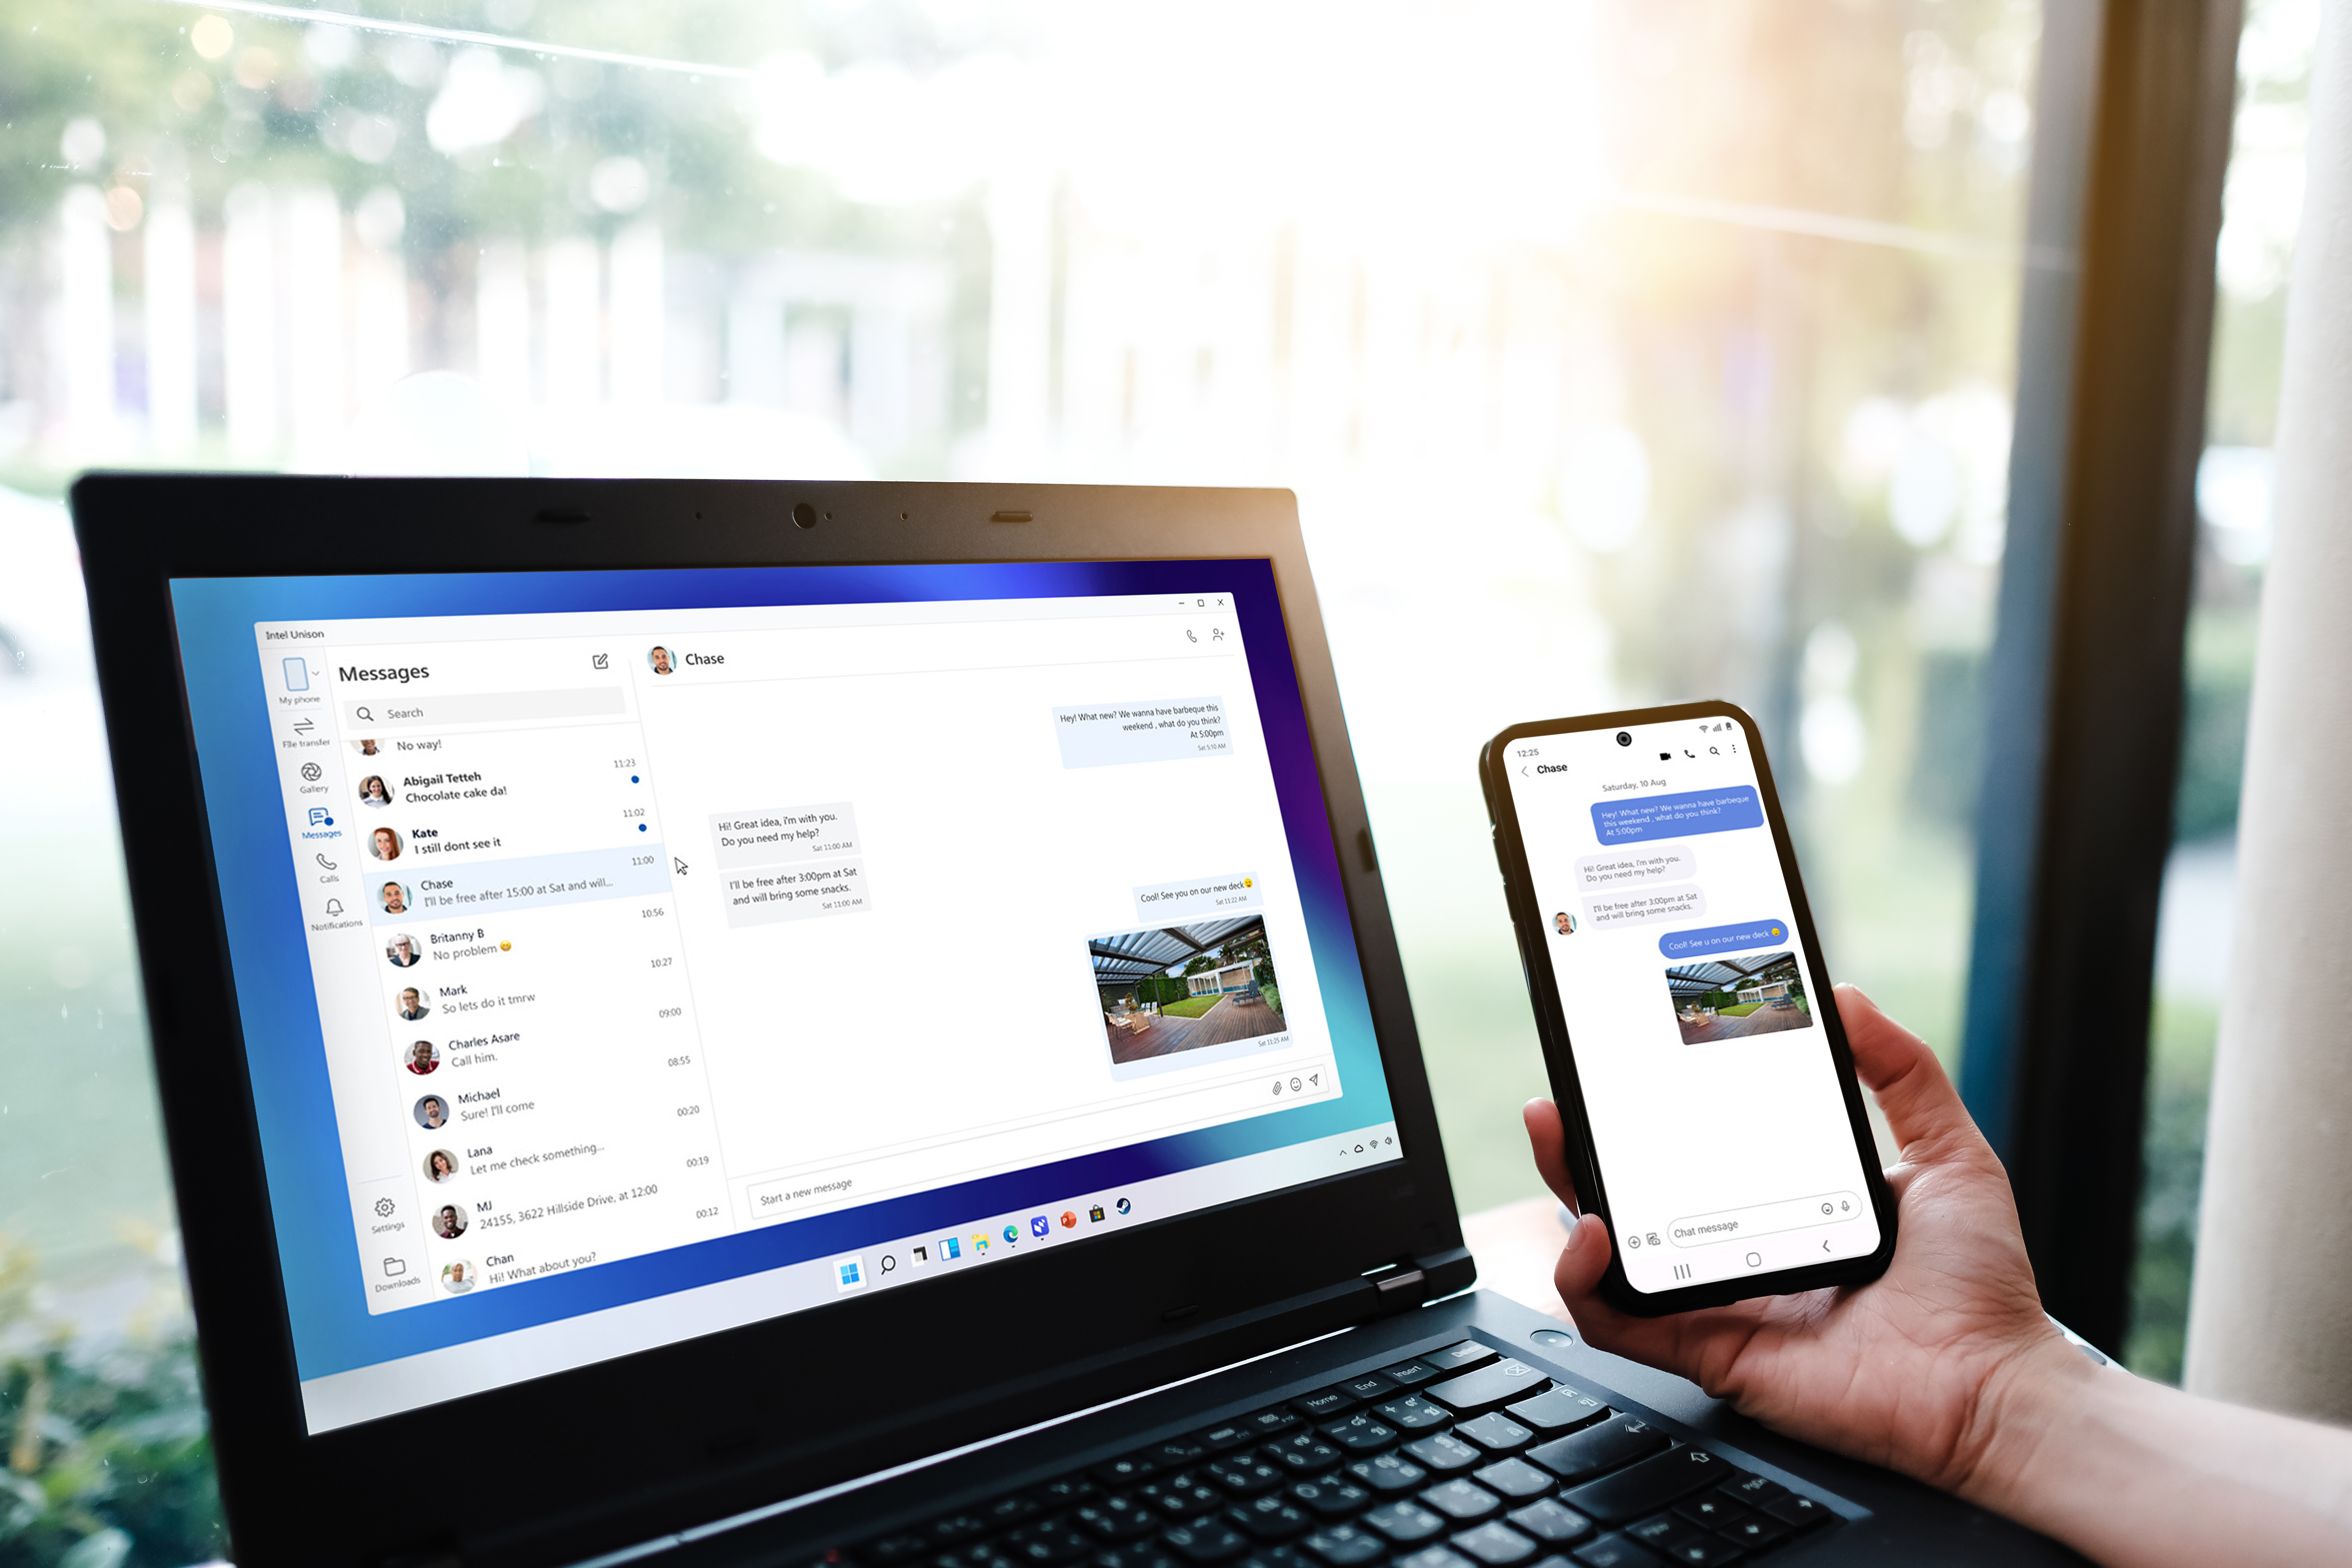 Intel Unison
My phone
File transfer
Gallery
Messages
Calls
Notifications
Settings
Downloads
Messages
Search
No way!
Abigail Tetteh
11:23
Chocolate cake da!
Kate
11:02
I still dont see it
Chase
11:00
I'll be free after 15:00 at Sat and will...
Britanny B
10:56
No problem 😄
Mark
10:27
So lets do it tmrw
Charles Asare
09:00
Call him.
Michael
08:55
Sure! I'll come
Lana
00:20
Let me check something...
MJ
00:19
24155, 3622 Hillside Drive, at 12:00
Chan
00:12
Hi! What about you?
Chase
Hey! What new? We wanna have barbeque this
weekend , what do you think?
At 5:00pm
Sat 5:10 AM
Hi! Great idea, i'm with you.
Do you need my help?
Sat 11:00 AM
I'll be free after 3:00pm at Sat
and will bring some snacks.
Sat 11:00 AM
Cool! See you on our new deck😉
Sat 11:22 AM
Sat 11:25 AM
Start a new message
12:25
Chase
Saturday, 10 Aug
Hey! What new? We wanna have barbeque
this weekend , what do you think?
At 5:00pm
Hi! Great idea, i'm with you.
Do you need my help?
I'll be free after 3:00pm at Sat
and will bring some snacks.
Cool! See u on our new deck 😉
Chat message
Home
End
Insert